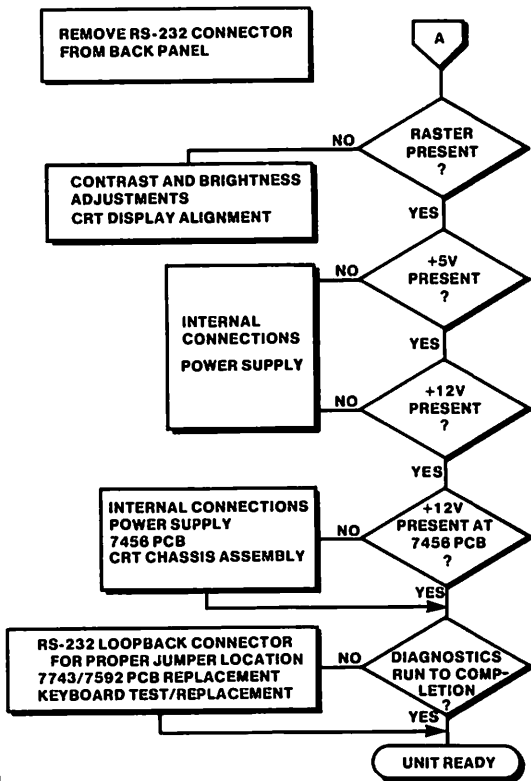 REMOVE RS-232 CONNECTOR
FROM BACK PANEL
A
RASTER
PRESENT
?
NO
CONTRAST AND BRIGHTNESS
ADJUSTMENTS
CRT DISPLAY ALIGNMENT
YES
+5V
PRESENT
?
NO
INTERNAL
CONNECTIONS
POWER SUPPLY
YES
+12V
PRESENT
?
NO
YES
+12V
PRESENT AT
7456 PCB
?
NO
INTERNAL CONNECTIONS
POWER SUPPLY
7456 PCB
CRT CHASSIS ASSEMBLY
YES
DIAGNOSTICS
RUN TO COMP-
LETION
?
NO
RS-232 LOOPBACK CONNECTOR
FOR PROPER JUMPER LOCATION
7743/7592 PCB REPLACEMENT
KEYBOARD TEST/REPLACEMENT
YES
UNIT READY